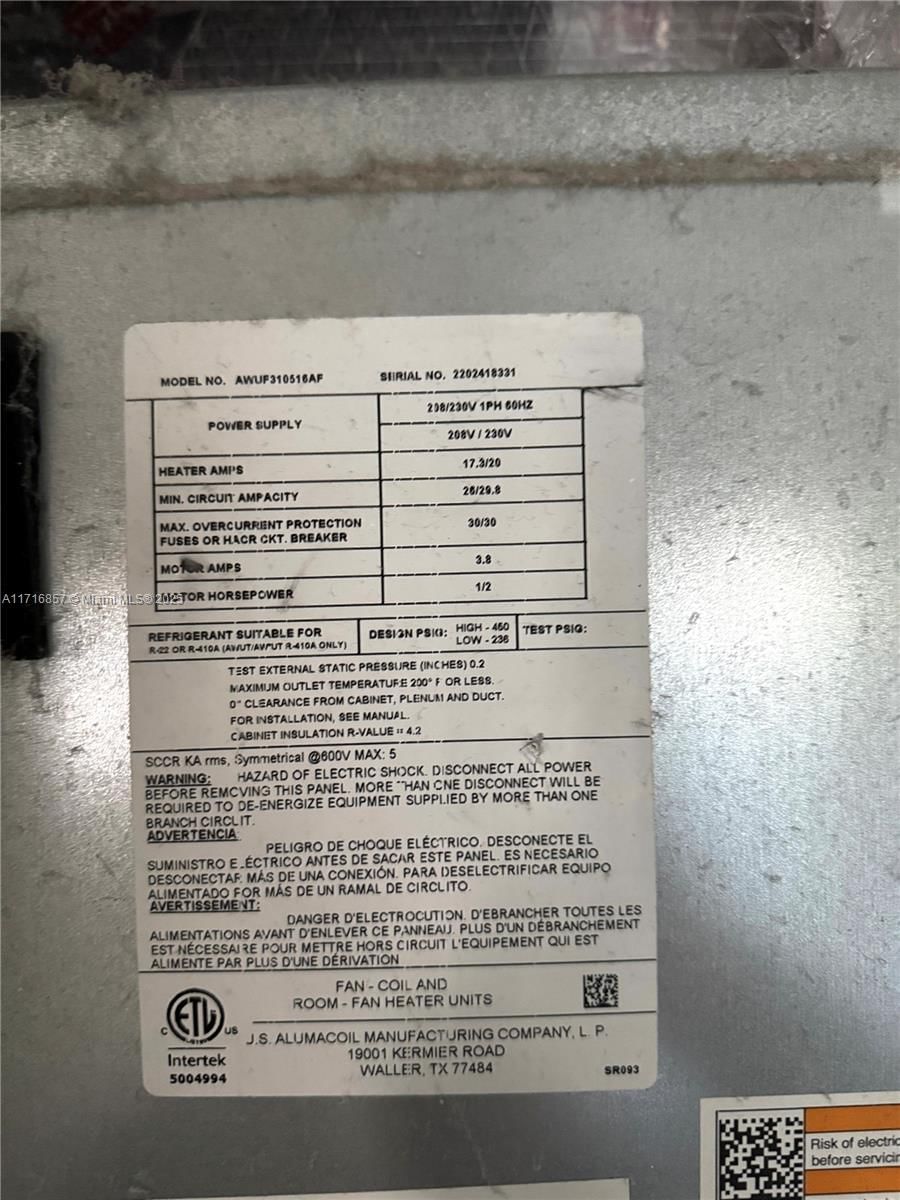 MODEL NO. AWUF310516AF SERIAL NO. 2202418331
POWER SUPPLY
208/230V 1PH 60HZ
208V / 230V
HEATER AMPS 17.3/20
MIN. CIRCUIT AMPACITY 26/29.8
MAX. OVERCURRENT PROTECTION
FUSES OR HACR CKT. BREAKER
30/30
MOTOR AMPS 3.8
MOTOR HORSEPOWER 1/2
A11716857 © Miami MLS® 2025
REFRIGERANT SUITABLE FOR
R-22 OR R-410A (AWUT/AWPUT R-410A ONLY)
DESIGN PSIG: HIGH - 450
LOW - 236
TEST PSIG:
TEST EXTERNAL STATIC PRESSURE (INCHES) 0.2
MAXIMUM OUTLET TEMPERATURE 200° F OR LESS.
0" CLEARANCE FROM CABINET, PLENUM AND DUCT.
FOR INSTALLATION, SEE MANUAL.
CABINET INSULATION R-VALUE = 4.2
SCCR KA rms, Symmetrical @600V MAX: 5
WARNING: HAZARD OF ELECTRIC SHOCK. DISCONNECT ALL POWER
BEFORE REMOVING THIS PANEL. MORE THAN ONE DISCONNECT WILL BE
REQUIRED TO DE-ENERGIZE EQUIPMENT SUPPLIED BY MORE THAN ONE
BRANCH CIRCUIT.
ADVERTENCIA:
PELIGRO DE CHOQUE ELÉCTRICO. DESCONECTE EL
SUMINISTRO ELÉCTRICO ANTES DE SACAR ESTE PANEL. ES NECESARIO
DESCONECTAR MÁS DE UNA CONEXIÓN. PARA DESELECTRIFICAR EQUIPO
ALIMENTADO FOR MÁS DE UN RAMAL DE CIRCUITO.
AVERTISSEMENT:
DANGER D'ELECTROCUTION. D'EBRANCHER TOUTES LES
ALIMENTATIONS AVANT D'ENLEVER CE PANNEAU. PLUS D'UN DÉBRANCHEMENT
EST NÉCESSAIRE POUR METTRE HORS CIRCUIT L'EQUIPEMENT QUI EST
ALIMENTE PAR PLUS D'UNE DÉRIVATION
FAN - COIL AND
ROOM - FAN HEATER UNITS
C ETL US
LISTED
Intertek
5004994
J.S. ALUMACOIL MANUFACTURING COMPANY, L. P.
19001 KERMIER ROAD
WALLER, TX 77484
SR093
Risk of electric
before servicin